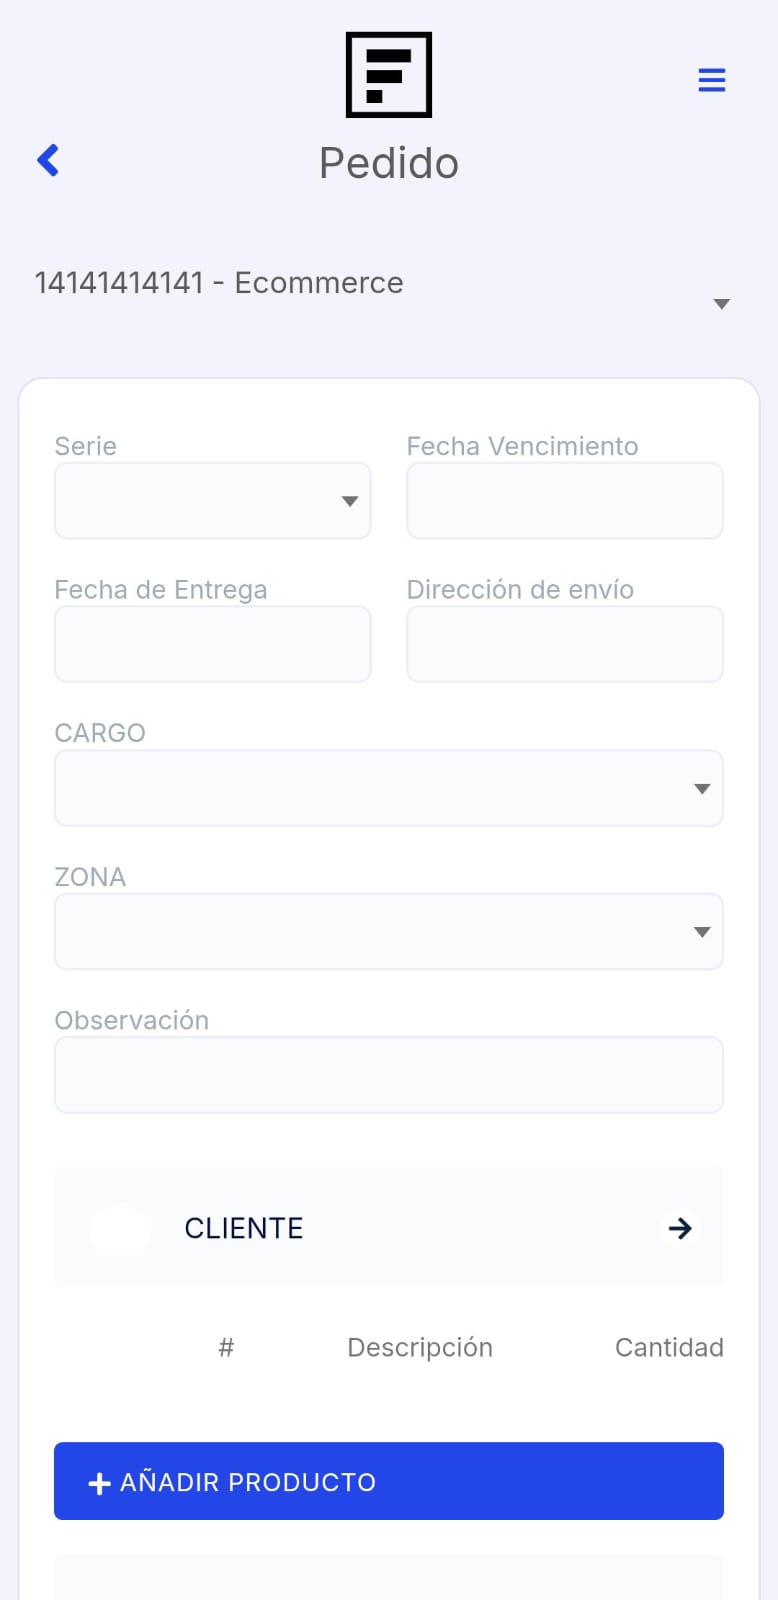 Pedido
14141414141 - Ecommerce
Serie
Fecha Vencimiento
Fecha de Entrega
Dirección de envío
CARGO
ZONA
Observación
CLIENTE
# Descripción Cantidad
+ AÑADIR PRODUCTO